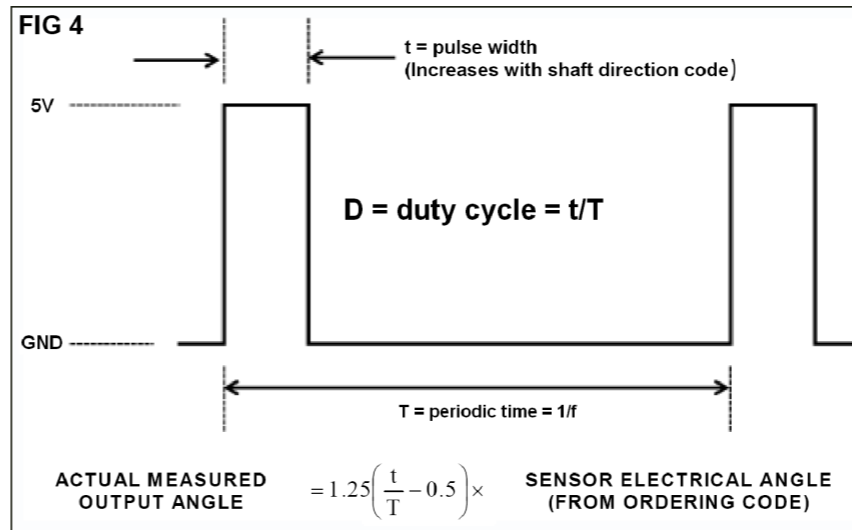 FIG 4
t = pulse width
(Increases with shaft direction code)
5V
D = duty cycle = t/T
GND
T = periodic time = 1/f
ACTUAL MEASURED
OUTPUT ANGLE
=1.25(t/T−0.5)×
SENSOR ELECTRICAL ANGLE
(FROM ORDERING CODE)